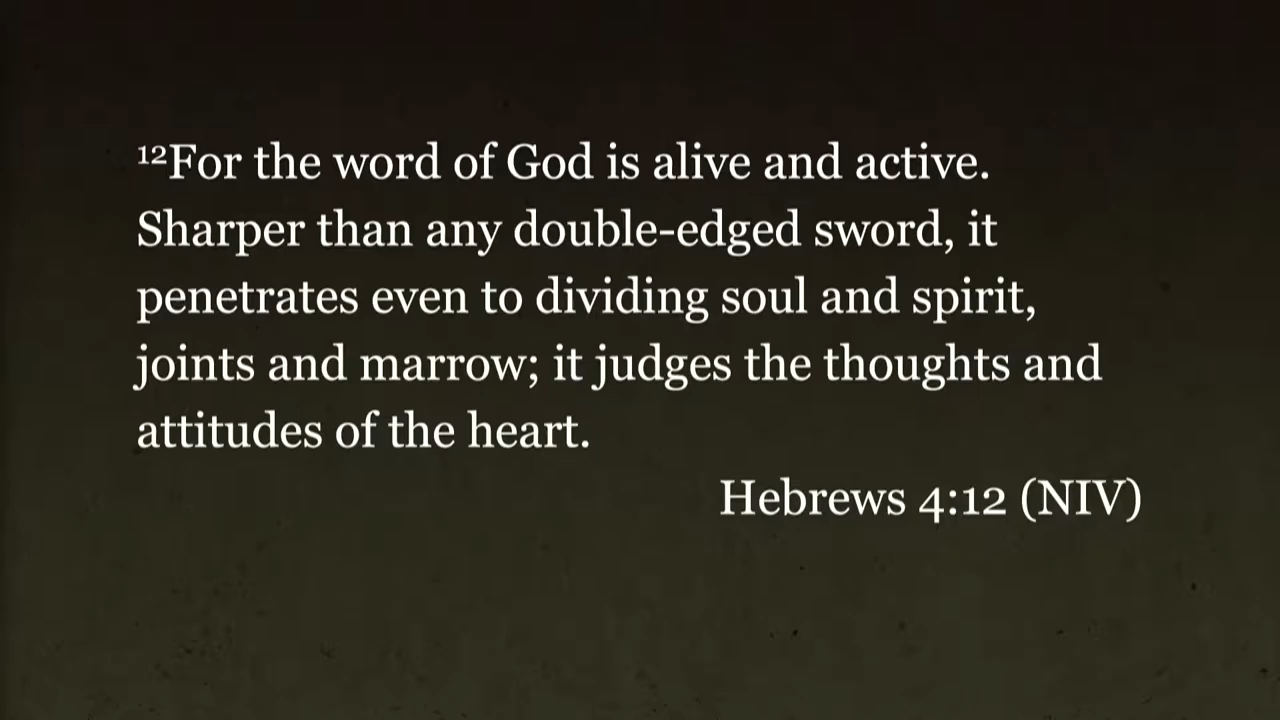 ¹²For the word of God is alive and active.
Sharper than any double-edged sword, it
penetrates even to dividing soul and spirit,
joints and marrow; it judges the thoughts and
attitudes of the heart.
Hebrews 4:12 (NIV)